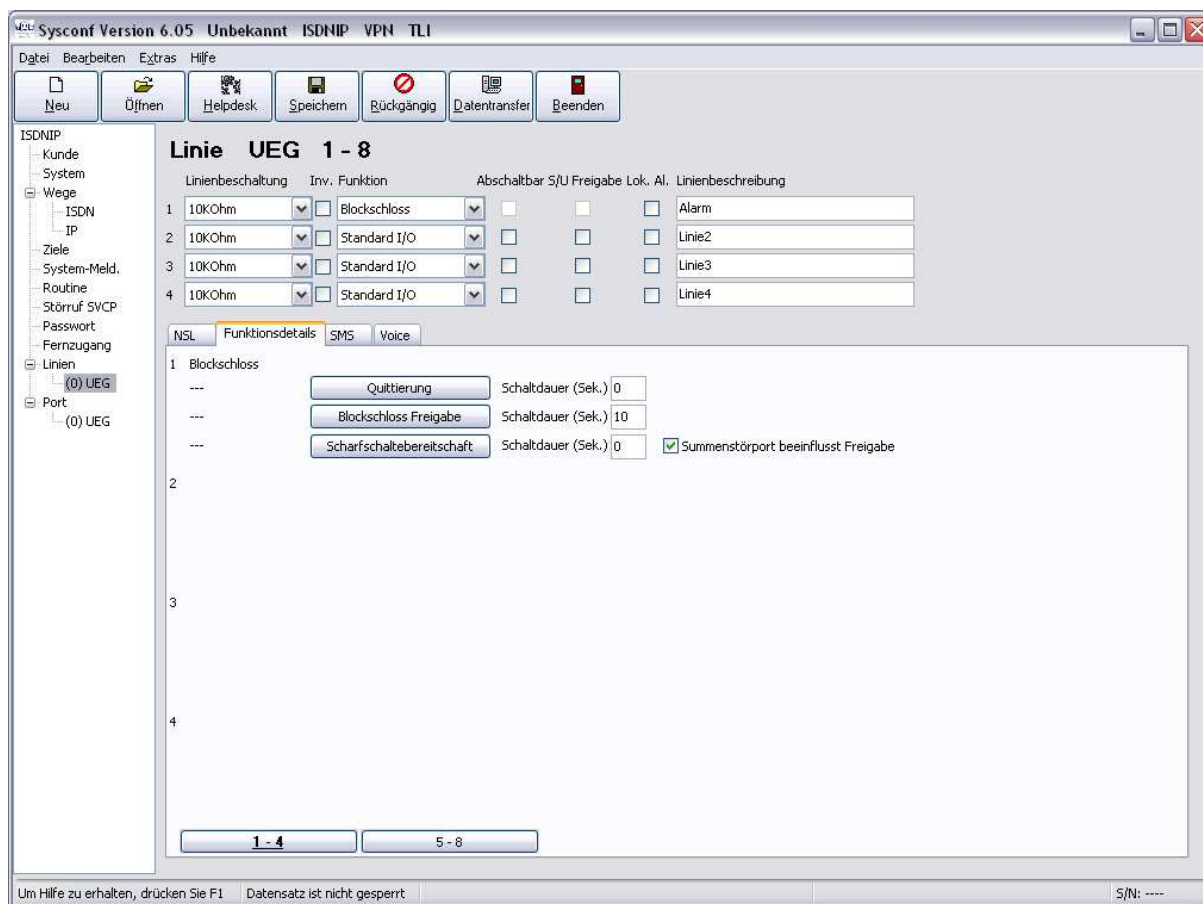 Sysconf Version 6.05 Unbekannt ISDNIP VPN TLI
Datei Bearbeiten Extras Hilfe
Neu Öffnen Helpdesk Speichern Rückgängig Datentransfer Beenden
ISDNIP
Kunde
System
Wege
ISDN
IP
Ziele
System-Meld.
Routine
Störruf SVCP
Passwort
Fernzugang
Linien
(0) UEG
Port
(0) UEG
Linie UEG 1 - 8
Linienbeschaltung Inv. Funktion Abschaltbar S/U Freigabe Lok. Al. Linienbeschreibung
1 10KOhm Blockschloss Alarm
2 10KOhm Standard I/O Linie2
3 10KOhm Standard I/O Linie3
4 10KOhm Standard I/O Linie4
NSL Funktionsdetails SMS Voice
1 Blockschloss
--- Quittierung Schaltdauer (Sek.) 0
--- Blockschloss Freigabe Schaltdauer (Sek.) 10
--- Scharfschaltebereitschaft Schaltdauer (Sek.) 0 Summenstörport beeinflusst Freigabe
2
3
4
1 - 4 5 - 8
Um Hilfe zu erhalten, drücken Sie F1 Datensatz ist nicht gesperrt S/N: ----